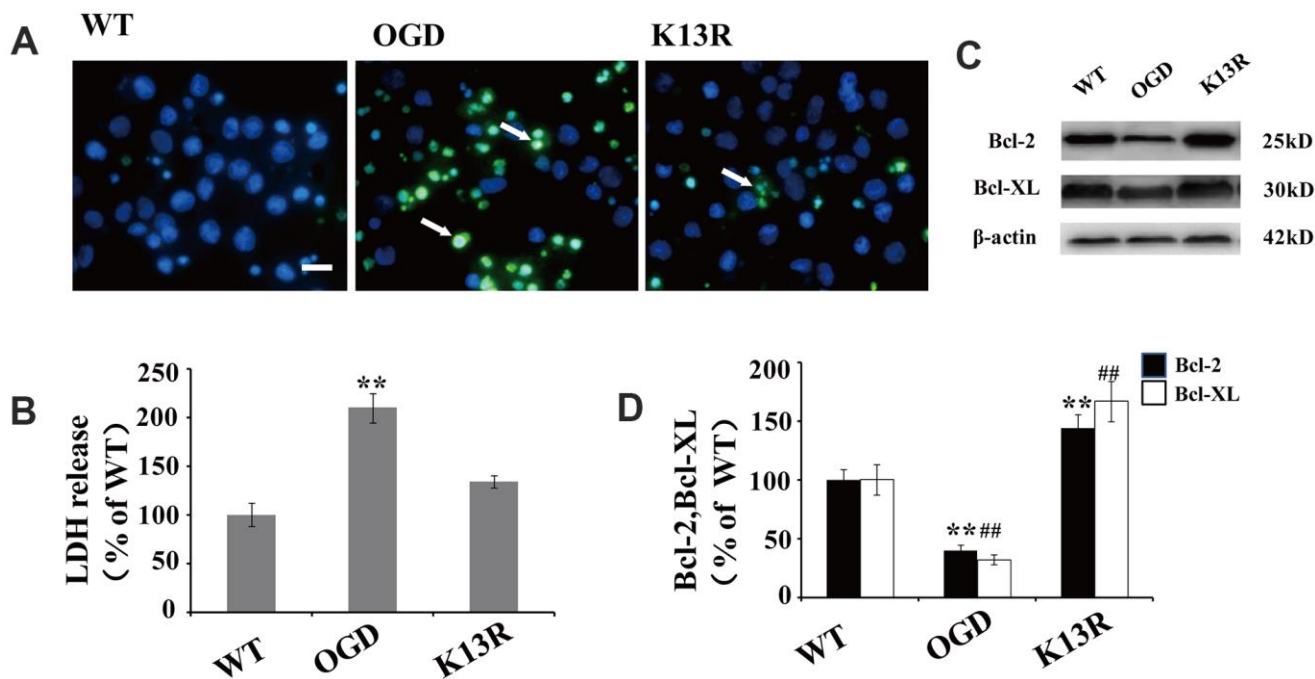 A
WT
OGD
K13R
C
WT
OGD
K13R
Bcl-2
25kD
Bcl-XL
30kD
β-actin
42kD
B
LDH release
( % of WT)
250
200
150
100
50
0
**
WT
OGD
K13R
D
Bcl-2,Bcl-XL
( % of WT)
200
150
100
50
0
**
##
**
##
Bcl-2
Bcl-XL
WT
OGD
K13R